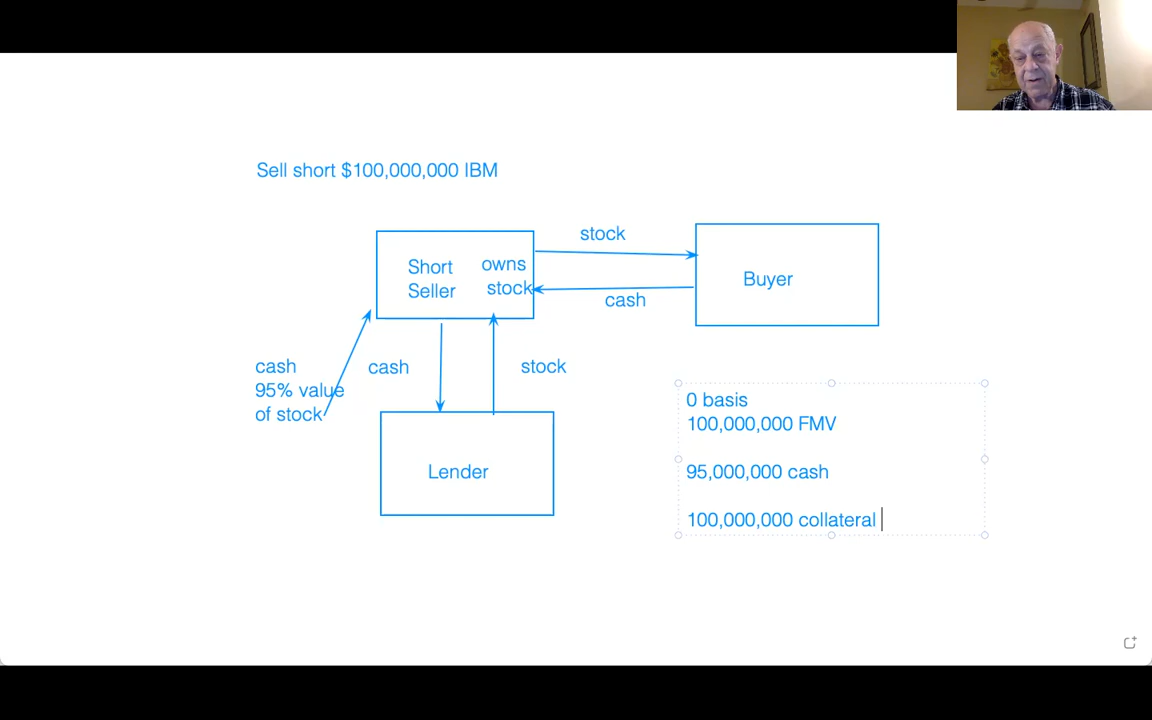 Sell short $100,000,000 IBM
stock
Short
Seller
owns
stock
Buyer
cash
cash
95% value
of stock
cash
stock
Lender
0 basis
100,000,000 FMV
95,000,000 cash
100,000,000 collateral